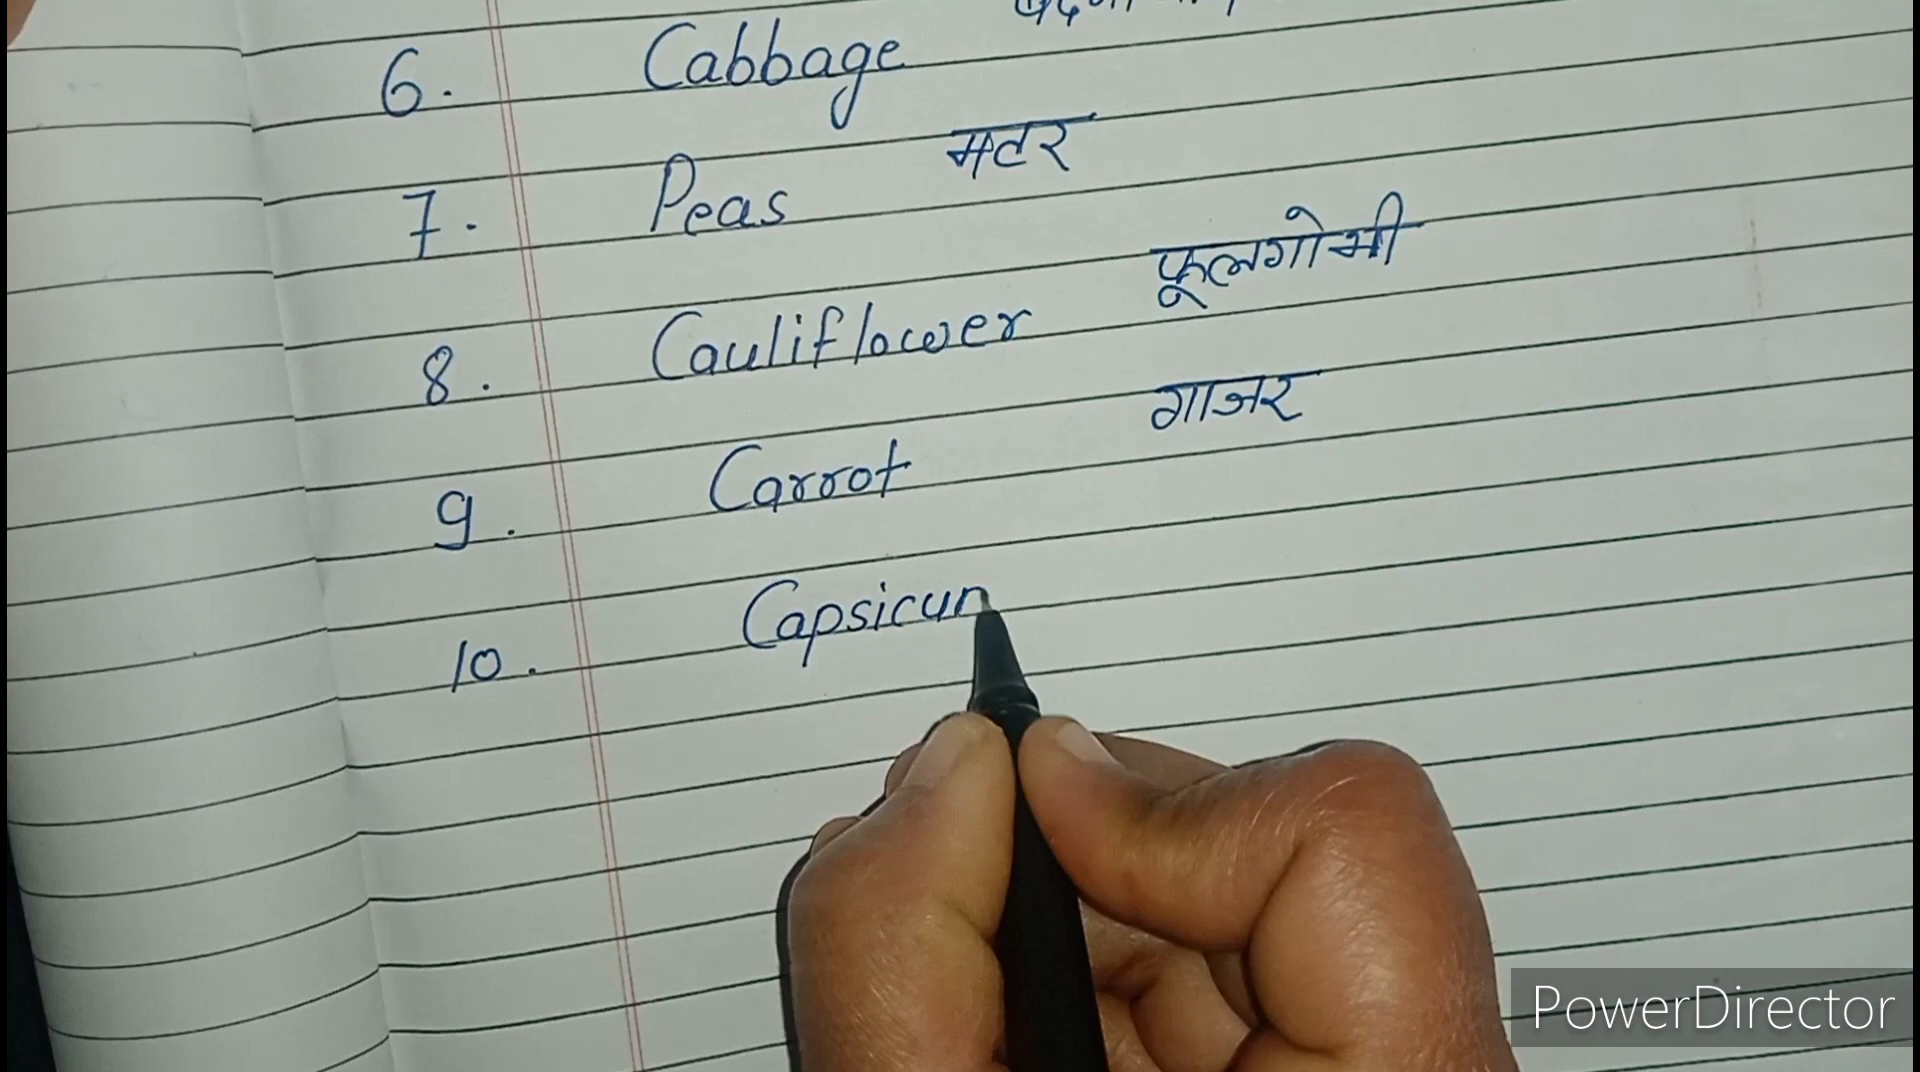 6. Cabbage
7. Peas मटर
8. Cauliflower फूलगोभी
9. Carrot गाजर
10. Capsicum
PowerDirector